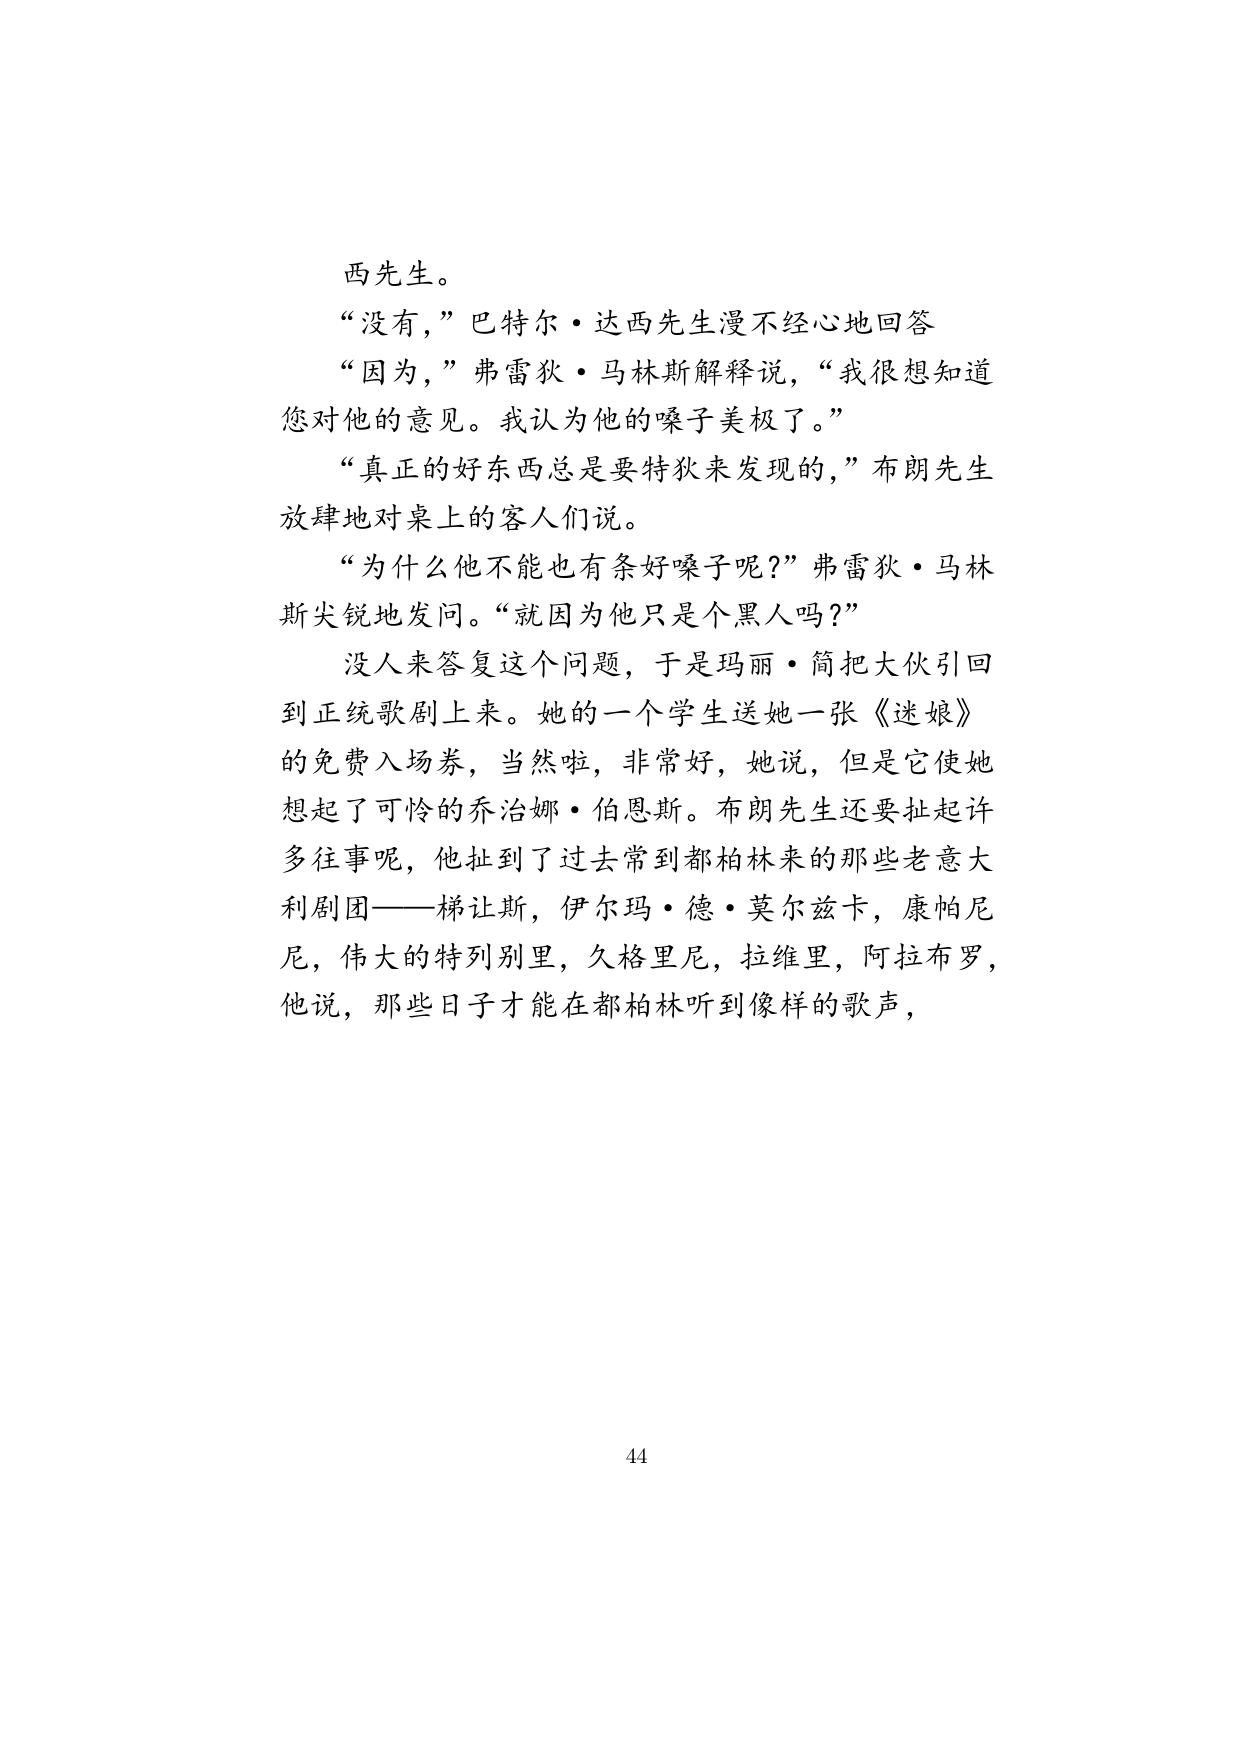 西先生。
“没有，”巴特尔·达西先生漫不经心地回答
“因为，”弗雷狄·马林斯解释说，“我很想知道
您对他的意见。我认为他的嗓子美极了。”
“真正的好东西总是要特狄来发现的，”布朗先生
放肆地对桌上的客人们说。
“为什么他不能也有条好嗓子呢?”弗雷狄·马林
斯尖锐地发问。“就因为他只是个黑人吗?”
没人来答复这个问题，于是玛丽·简把大伙引回
到正统歌剧上来。她的一个学生送她一张《迷娘》
的免费入场券，当然啦，非常好，她说，但是它使她
想起了可怜的乔治娜·伯恩斯。布朗先生还要扯起许
多往事呢，他扯到了过去常到都柏林来的那些老意大
利剧团——梯让斯，伊尔玛·德·莫尔兹卡，康帕尼
尼，伟大的特列别里，久格里尼，拉维里，阿拉布罗，
他说，那些日子才能在都柏林听到像样的歌声，
44